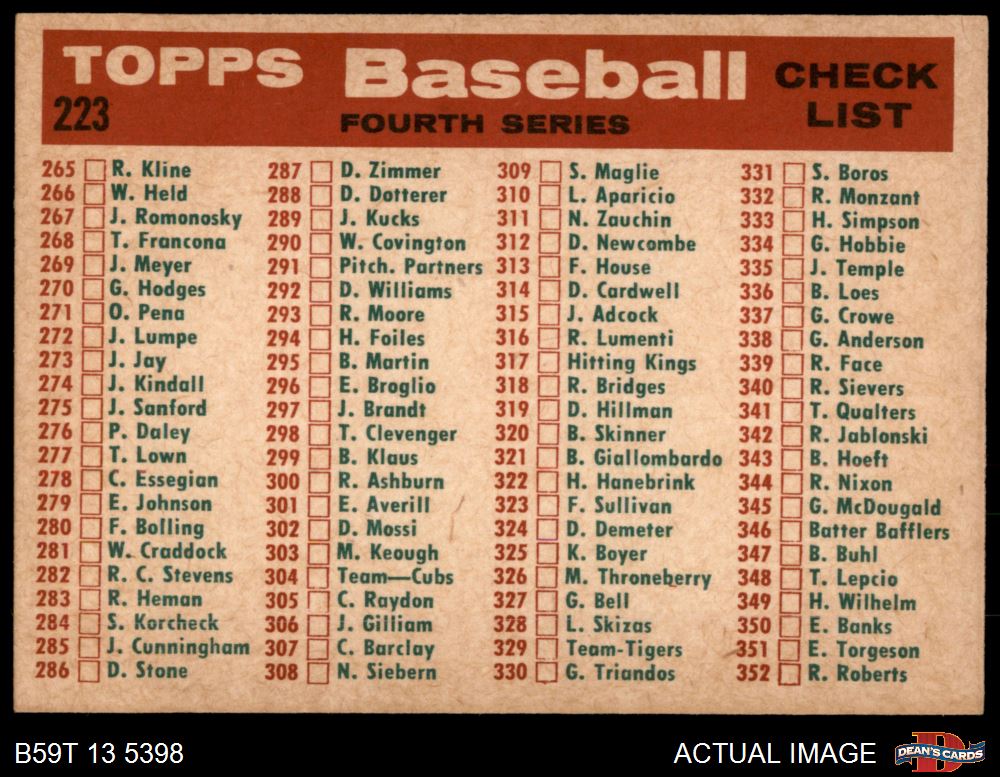 TOPPS Baseball CHECK LIST
223
FOURTH SERIES
265 R. Kline
266 W. Held
267 J. Romonosky
268 T. Francona
269 J. Meyer
270 G. Hodges
271 O. Pena
272 J. Lumpe
273 J. Jay
274 J. Kindall
275 J. Sanford
276 P. Daley
277 T. Lown
278 C. Essegian
279 E. Johnson
280 F. Bolling
281 W. Craddock
282 R. C. Stevens
283 R. Heman
284 S. Korcheck
285 J. Cunningham
286 D. Stone
287 D. Zimmer
288 D. Dotterer
289 J. Kucks
290 W. Covington
291 Pitch. Partners
292 D. Williams
293 R. Moore
294 H. Foiles
295 B. Martin
296 E. Broglio
297 J. Brandt
298 T. Clevenger
299 B. Klaus
300 R. Ashburn
301 E. Averill
302 D. Mossi
303 M. Keough
304 Team—Cubs
305 C. Raydon
306 J. Gilliam
307 C. Barclay
308 N. Siebern
309 S. Maglie
310 L. Aparicio
311 N. Zauchin
312 D. Newcombe
313 F. House
314 D. Cardwell
315 J. Adcock
316 R. Lumenti
317 Hitting Kings
318 R. Bridges
319 D. Hillman
320 B. Skinner
321 B. Giallombardo
322 H. Hanebrink
323 F. Sullivan
324 D. Demeter
325 K. Boyer
326 M. Throneberry
327 G. Bell
328 L. Skizas
329 Team-Tigers
330 G. Triandos
331 S. Boros
332 R. Monzant
333 H. Simpson
334 G. Hobbie
335 J. Temple
336 B. Loes
337 G. Crowe
338 G. Anderson
339 R. Face
340 R. Sievers
341 T. Qualters
342 R. Jablonski
343 B. Hoeft
344 R. Nixon
345 G. McDougald
346 Batter Bafflers
347 B. Buhl
348 T. Lepcio
349 H. Wilhelm
350 E. Banks
351 E. Torgeson
352 R. Roberts
B59T 13 5398
ACTUAL IMAGE
D
DEAN'S CARDS